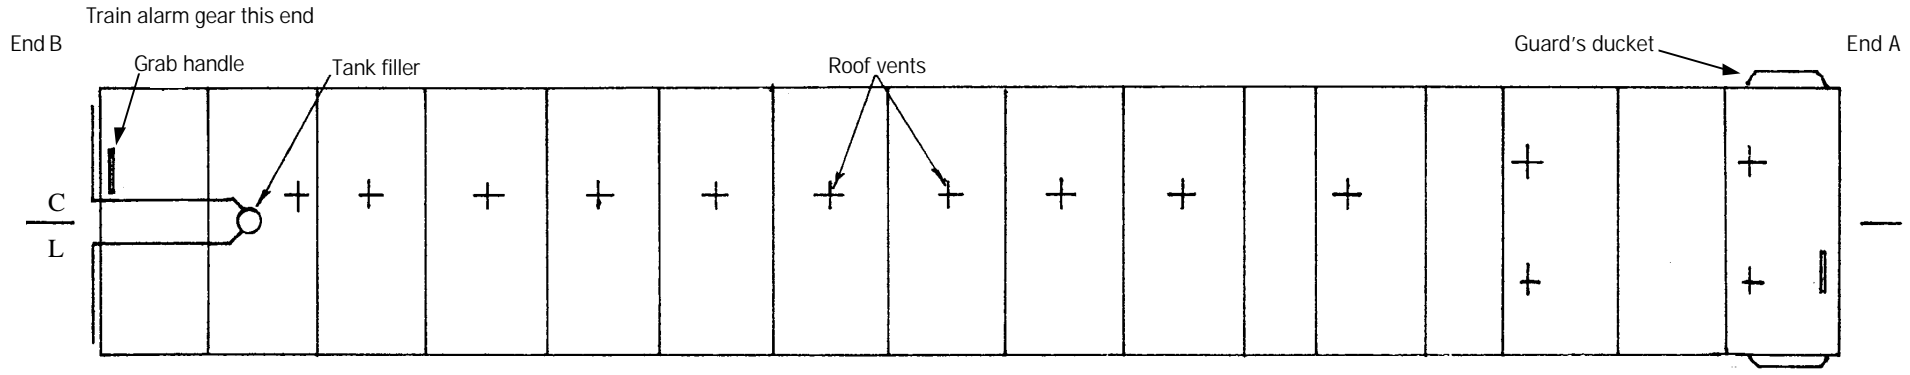 Train alarm gear this end
End B
Guard's ducket
End A
Grab handle
Tank filler
Roof vents
C
L